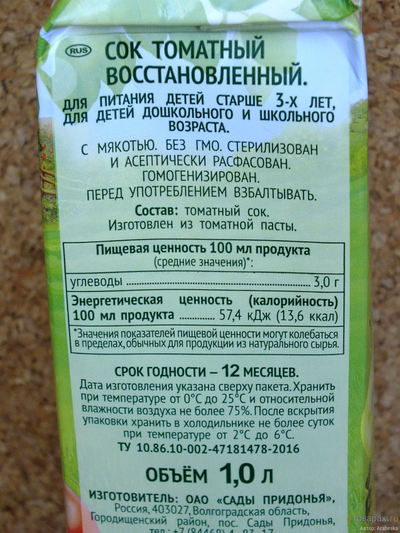 RUS
СОК ТОМАТНЫЙ
ВОССТАНОВЛЕННЫЙ.
ДЛЯ ПИТАНИЯ ДЕТЕЙ СТАРШЕ 3-Х ЛЕТ,
ДЛЯ ДЕТЕЙ ДОШКОЛЬНОГО И ШКОЛЬНОГО
ВОЗРАСТА.
С МЯКОТЬЮ. БЕЗ ГМО. СТЕРИЛИЗОВАН
И АСЕПТИЧЕСКИ РАСФАСОВАН.
ГОМОГЕНИЗИРОВАН.
ПЕРЕД УПОТРЕБЛЕНИЕМ ВЗБАЛТЫВАТЬ.
Состав: томатный сок.
Изготовлен из томатной пасты.
Пищевая ценность 100 мл продукта
(средние значения)*:
углеводы ........ 3,0 г
Энергетическая ценность (калорийность)
100 мл продукта ........ 57,4 кДж (13,6 ккал)
*Значения показателей пищевой ценности могут колебаться
в пределах, обычных для продукции из натурального сырья.
СРОК ГОДНОСТИ – 12 МЕСЯЦЕВ.
Дата изготовления указана сверху пакета. Хранить
при температуре от 0°С до 25°С и относительной
влажности воздуха не более 75%. После вскрытия
упаковки хранить в холодильнике не более суток
при температуре от 2°С до 6°С.
ТУ 10.86.10-002-47181478-2016
ОБЪЁМ 1,0 л
ИЗГОТОВИТЕЛЬ: ОАО «САДЫ ПРИДОНЬЯ»,
Россия, 403027, Волгоградская область,
Городищенский район, пос. Сады Придонья,